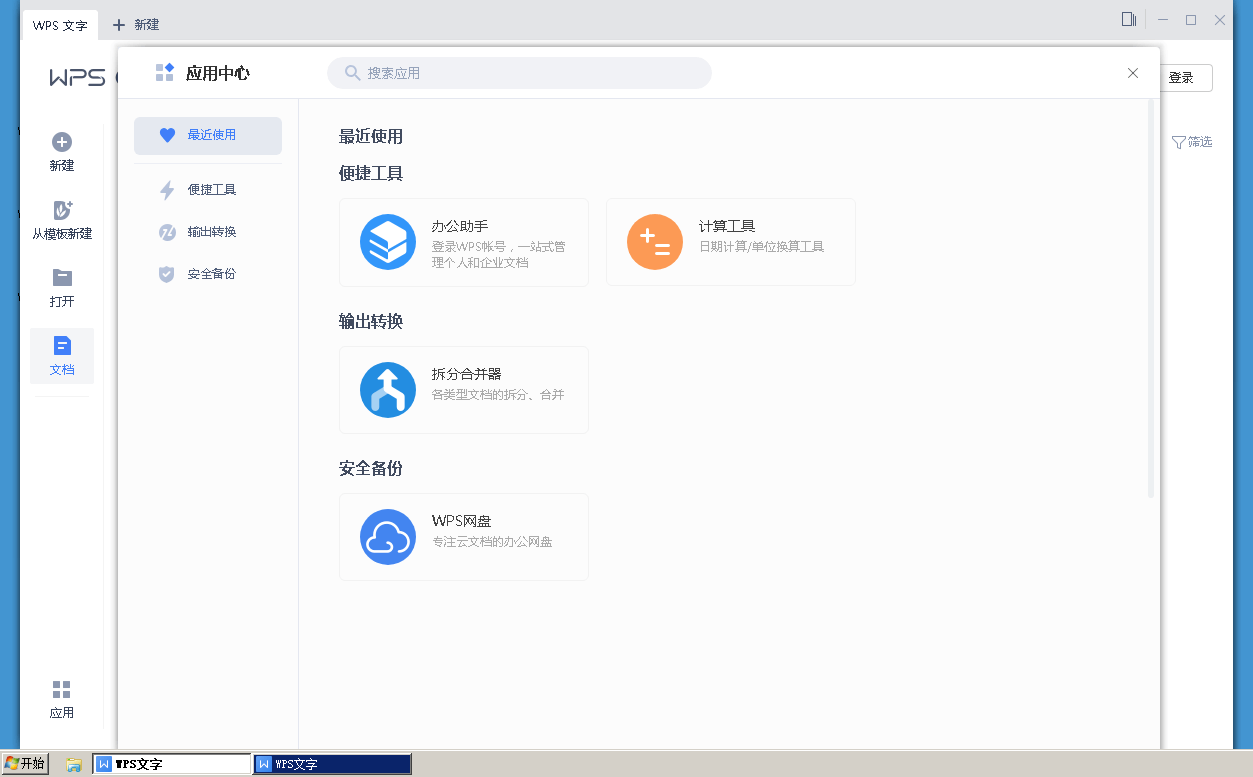 WPS 文字
新建
WPS
应用中心
搜索应用
登录
筛选
新建
从模板新建
打开
文档
应用
最近使用
便捷工具
输出转换
安全备份
最近使用
便捷工具
办公助手
登录WPS帐号，一站式管
理个人和企业文档
计算工具
日期计算/单位换算工具
输出转换
拆分合并器
各类型文档的拆分、合并
安全备份
WPS网盘
专注云文档的办公网盘
开始
WPS文字
WPS文字